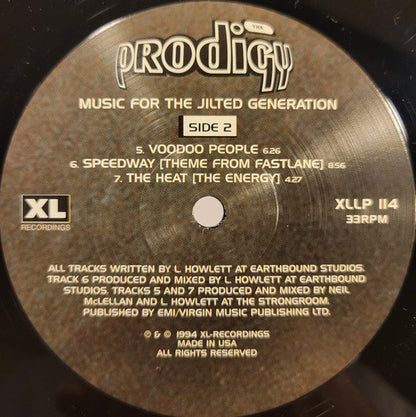 THE
PRODIGY
MUSIC FOR THE JILTED GENERATION
SIDE 2
5. VOODOO PEOPLE 6.26
6. SPEEDWAY [THEME FROM FASTLANE] 8.56
7. THE HEAT [THE ENERGY] 4.27
XL
RECORDINGS
XLLP 114
33RPM
ALL TRACKS WRITTEN BY L. HOWLETT AT EARTHBOUND STUDIOS.
TRACK 6 PRODUCED AND MIXED BY L. HOWLETT AT EARTHBOUND
STUDIOS. TRACKS 5 AND 7 PRODUCED AND MIXED BY NEIL
McLELLAN AND L. HOWLETT AT THE STRONGROOM.
PUBLISHED BY EMI/VIRGIN MUSIC PUBLISHING LTD.
℗ & © 1994 XL-RECORDINGS
MADE IN USA
ALL RIGHTS RESERVED